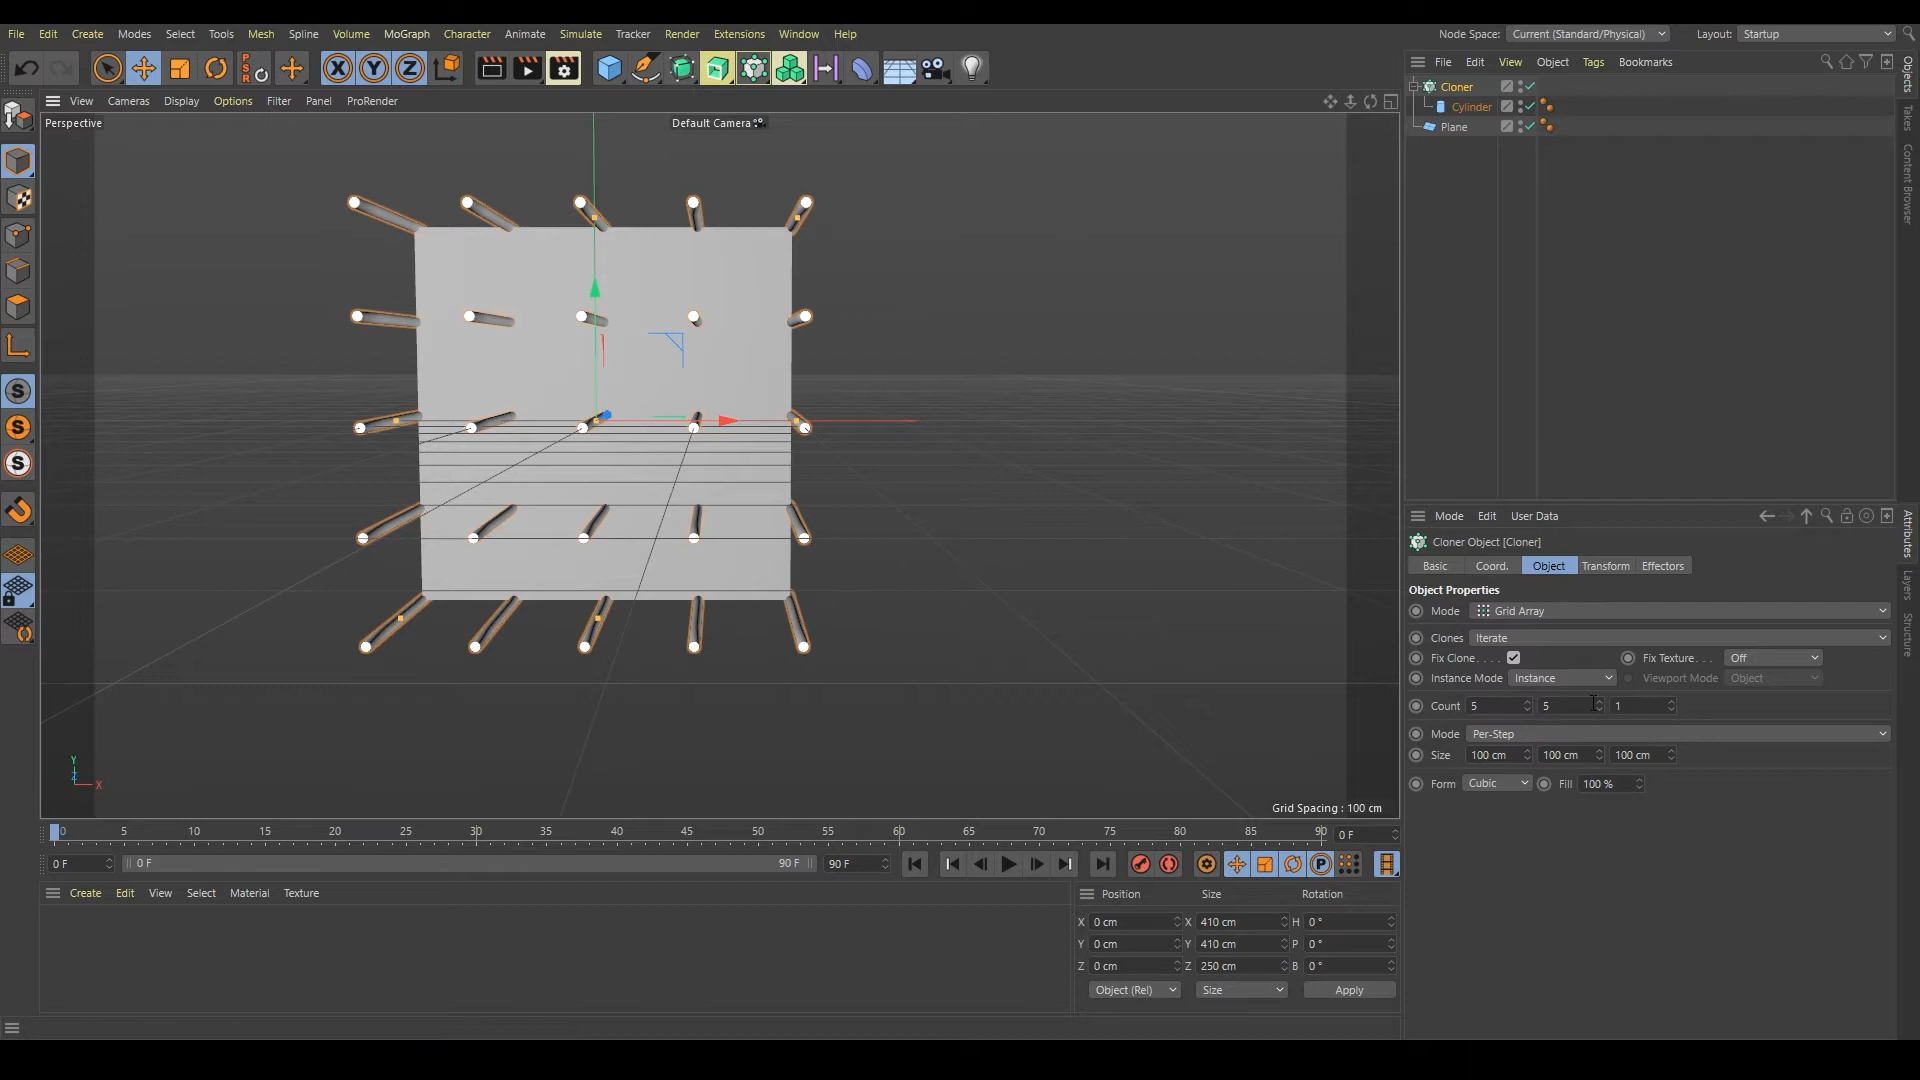 File Edit Create Modes Select Tools Mesh Spline Volume MoGraph Character Animate Simulate Tracker Render Extensions Window Help
Node Space: Current (Standard/Physical) Layout: Startup
P S R
X Y Z
File Edit View Object Tags Bookmarks
Objects
Takes
Content Browser
View Cameras Display Options Filter Panel ProRender
Cloner
Cylinder
Plane
Perspective
Default Camera
S
S
S
Y
Z
X
Grid Spacing : 100 cm
Mode Edit User Data
Attributes
Layers
Structure
Cloner Object [Cloner]
Basic Coord. Object Transform Effectors
Object Properties
Mode Grid Array
Clones Iterate
Fix Clone . . . . Fix Texture . . . Off
Instance Mode Instance Viewport Mode Object
Count 5 5 1
Mode Per-Step
Size 100 cm 100 cm 100 cm
Form Cubic Fill 100 %
0 5 10 15 20 25 30 35 40 45 50 55 60 65 70 75 80 85 90 0 F
0 F 0 F 90 F 90 F
P
Create Edit View Select Material Texture
Position Size Rotation
X 0 cm X 410 cm H 0 °
Y 0 cm Y 410 cm P 0 °
Z 0 cm Z 250 cm B 0 °
Object (Rel) Size Apply